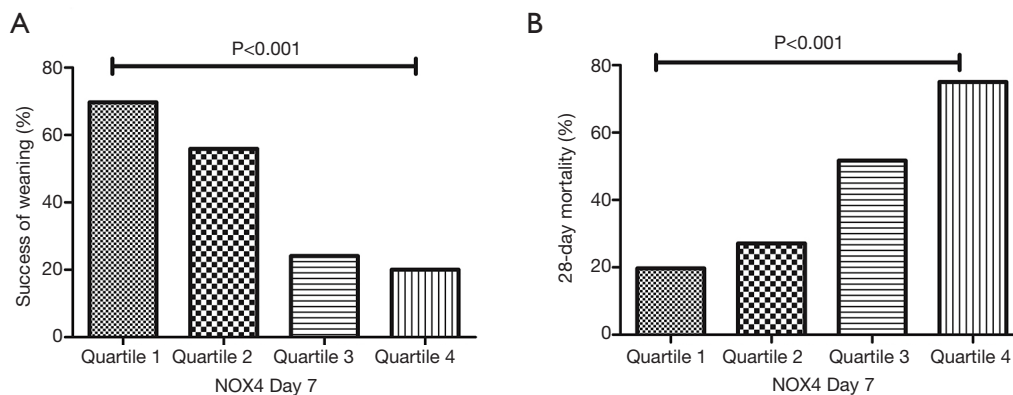 A
P<0.001
80
60
40
20
0
Success of weaning (%)
Quartile 1 Quartile 2 Quartile 3 Quartile 4
NOX4 Day 7
B
P<0.001
80
60
40
20
0
28-day mortality (%)
Quartile 1 Quartile 2 Quartile 3 Quartile 4
NOX4 Day 7